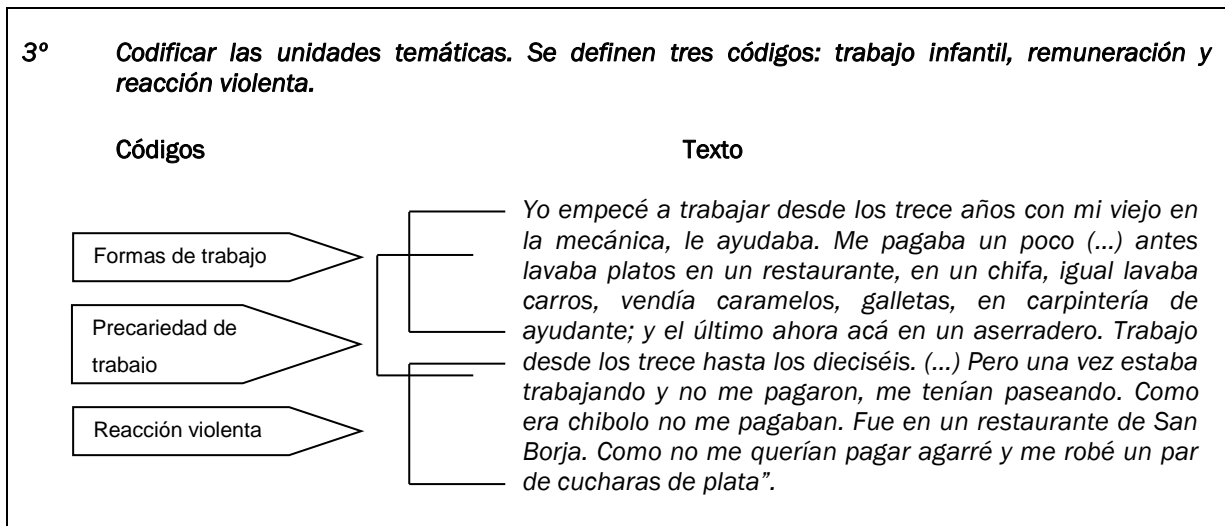 3º Codificar las unidades temáticas. Se definen tres códigos: trabajo infantil, remuneración y
reacción violenta.
Códigos
Texto
Formas de trabajo
Precariedad de
trabajo
Reacción violenta
Yo empecé a trabajar desde los trece años con mi viejo en
la mecánica, le ayudaba. Me pagaba un poco (...) antes
lavaba platos en un restaurante, en un chifa, igual lavaba
carros, vendía caramelos, galletas, en carpintería de
ayudante; y el último ahora acá en un aserradero. Trabajo
desde los trece hasta los dieciséis. (...) Pero una vez estaba
trabajando y no me pagaron, me tenían paseando. Como
era chibolo no me pagaban. Fue en un restaurante de San
Borja. Como no me querían pagar agarré y me robé un par
de cucharas de plata”.